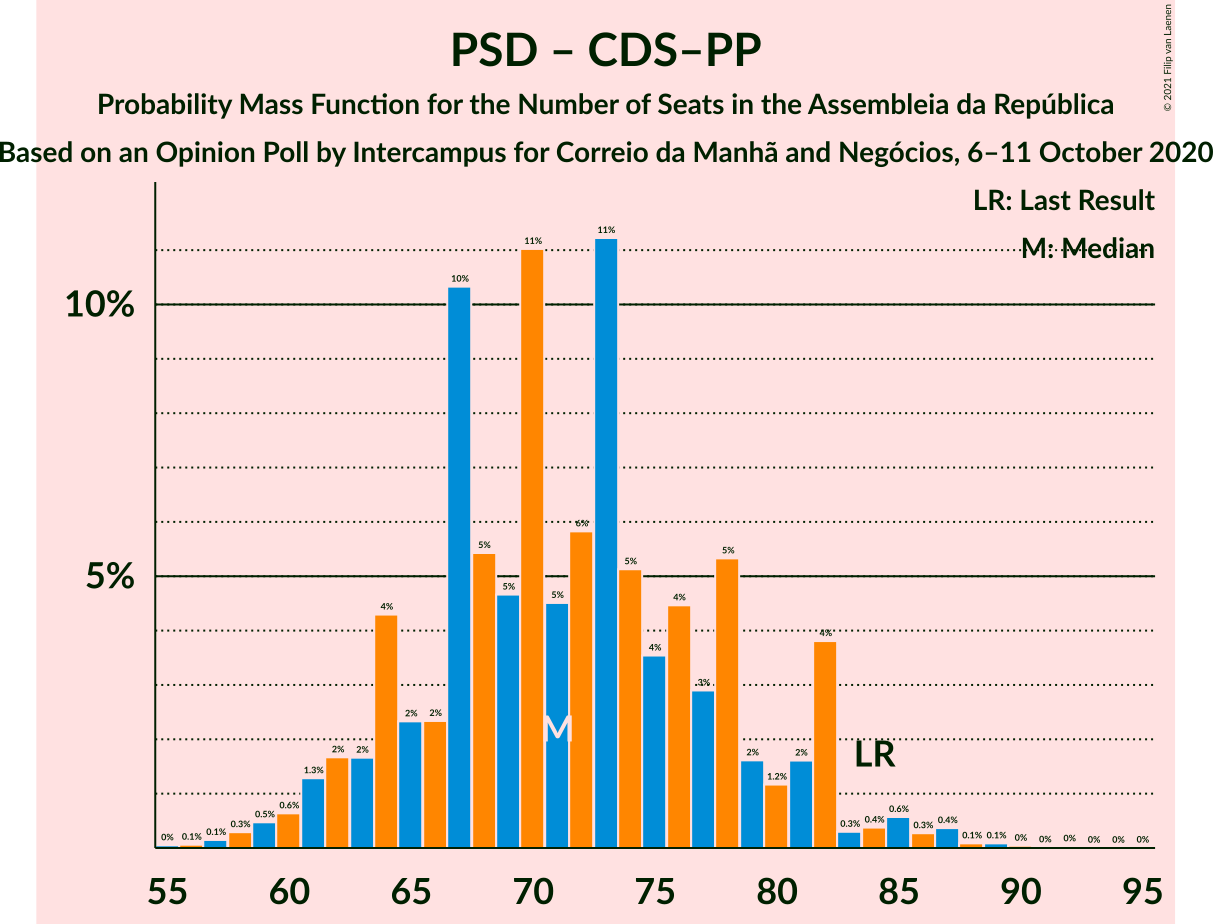 PSD – CDS–PP
© 2021 Filip van Laenen
Probability Mass Function for the Number of Seats in the Assembleia da República
Based on an Opinion Poll by Intercampus for Correio da Manhã and Negócios, 6–11 October 2020
LR: Last Result
M: Median
10%
5%
0% 0.1% 0.1% 0.3% 0.5% 0.6% 1.3% 2% 2% 4% 2% 2% 10% 5% 5% 11% 5% 6% 11% 5% 4% 4% 3% 5% 2% 1.2% 2% 4% 0.3% 0.4% 0.6% 0.3% 0.4% 0.1% 0.1% 0% 0% 0% 0% 0% 0%
M
LR
55 60 65 70 75 80 85 90 95